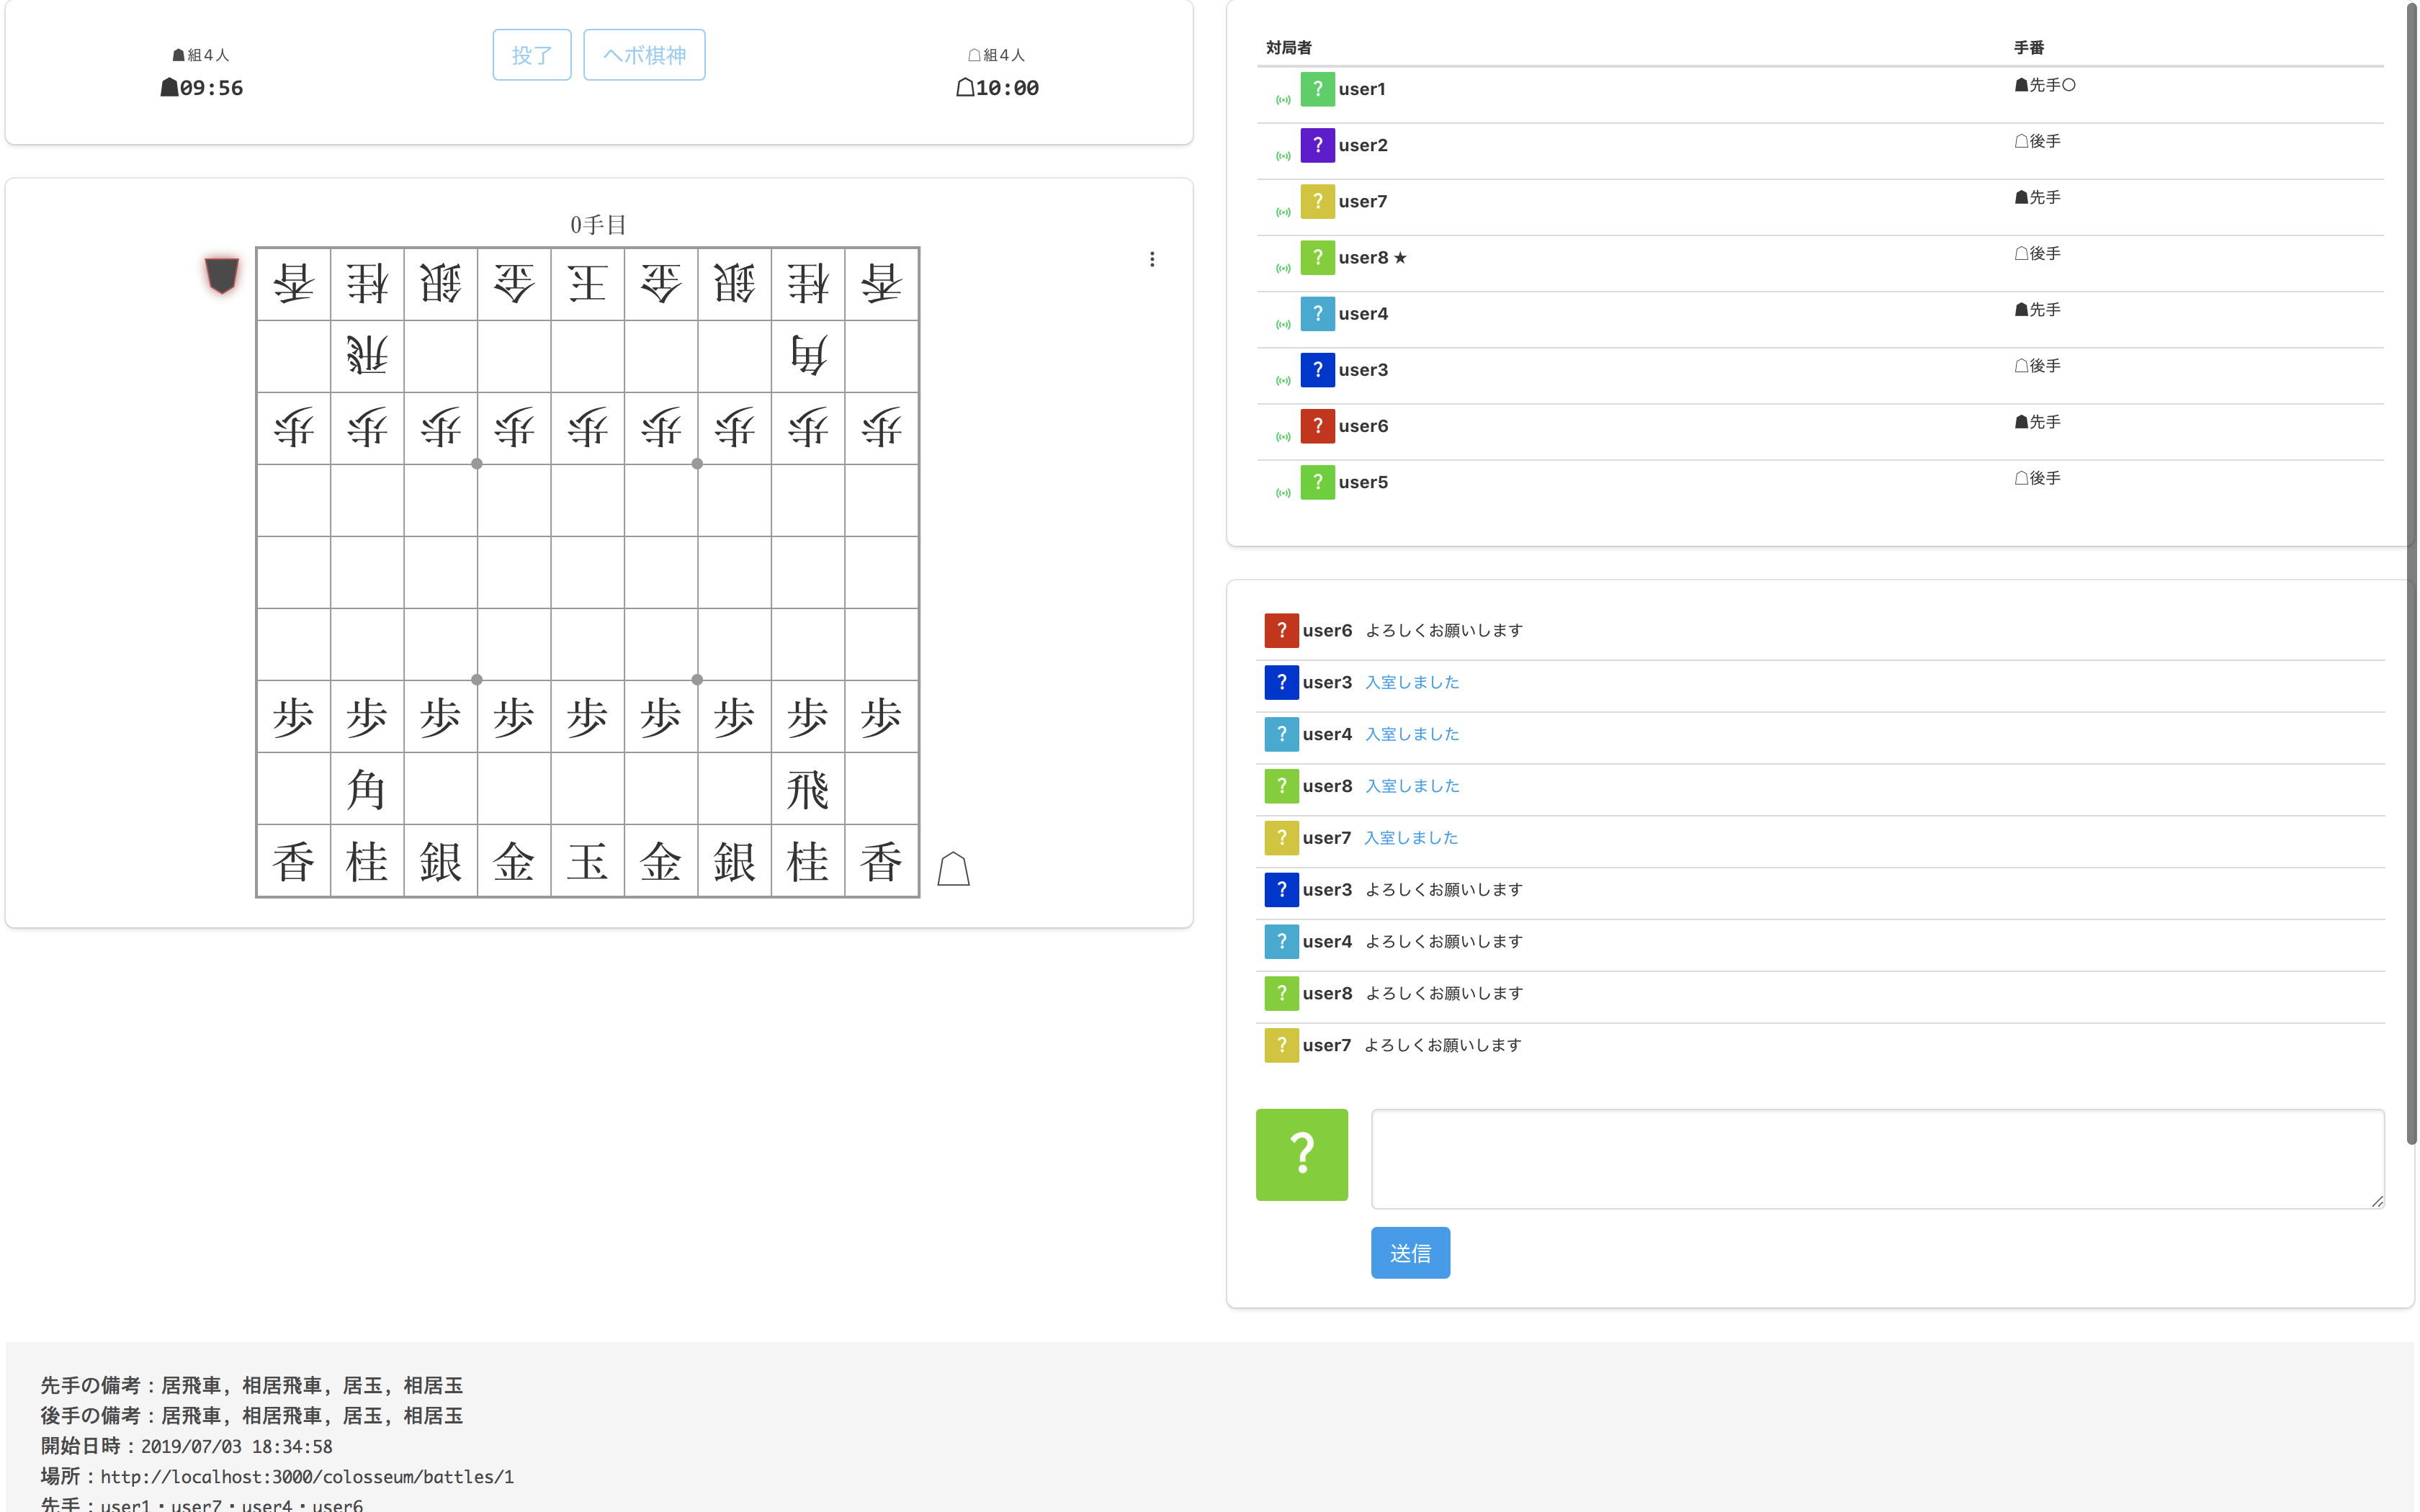 ☗組4人
☗09:56
投了
ヘボ棋神
☖組4人
☖10:00
0手目
香 桂 銀 金 王 金 銀 桂 香
飛 角
歩 歩 歩 歩 歩 歩 歩 歩 歩
歩 歩 歩 歩 歩 歩 歩 歩 歩
角 飛
香 桂 銀 金 玉 金 銀 桂 香
対局者 手番
? user1 ☗先手○
? user2 ☖後手
? user7 ☗先手
? user8 ★ ☖後手
? user4 ☗先手
? user3 ☖後手
? user6 ☗先手
? user5 ☖後手
? user6 よろしくお願いします
? user3 入室しました
? user4 入室しました
? user8 入室しました
? user7 入室しました
? user3 よろしくお願いします
? user4 よろしくお願いします
? user8 よろしくお願いします
? user7 よろしくお願いします
?
送信
先手の備考：居飛車, 相居飛車, 居玉, 相居玉
後手の備考：居飛車, 相居飛車, 居玉, 相居玉
開始日時：2019/07/03 18:34:58
場所：http://localhost:3000/colosseum/battles/1
先手：user1・user7・user4・user6